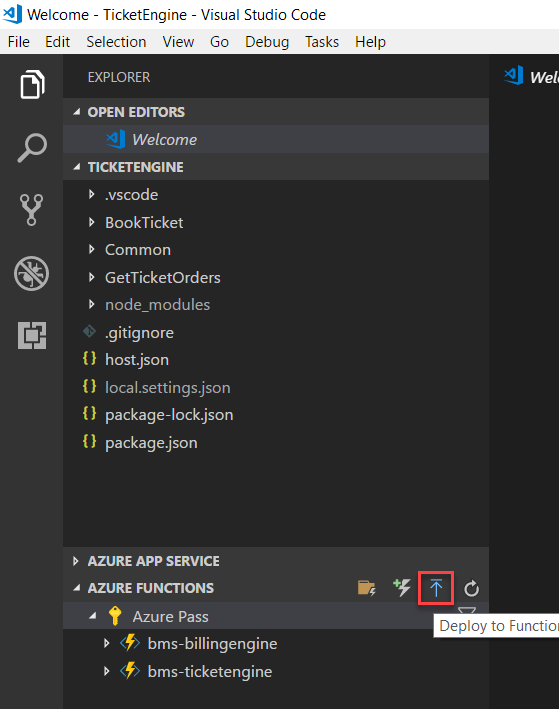 Welcome - TicketEngine - Visual Studio Code
File Edit Selection View Go Debug Tasks Help
EXPLORER
OPEN EDITORS
Welcome
TICKETENGINE
.vscode
BookTicket
Common
GetTicketOrders
node_modules
.gitignore
{} host.json
{} local.settings.json
{} package-lock.json
{} package.json
AZURE APP SERVICE
AZURE FUNCTIONS
Azure Pass
Deploy to Function
bms-billingengine
bms-ticketengine